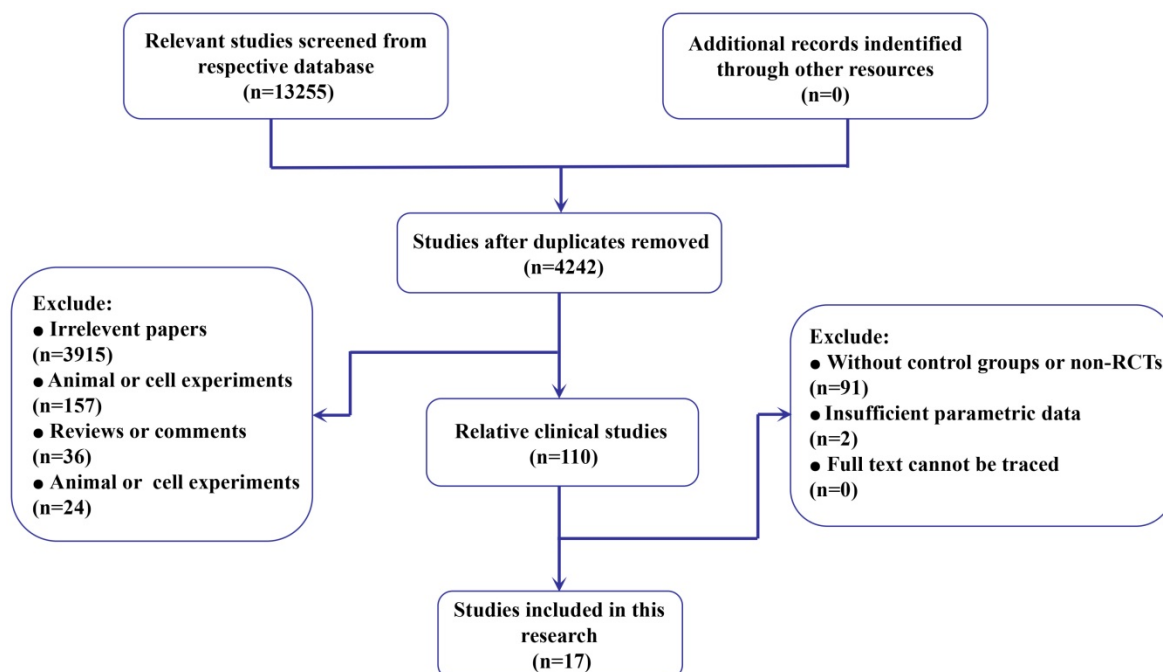 Relevant studies screened from
respective database
(n=13255)
Additional records indentified
through other resources
(n=0)
Studies after duplicates removed
(n=4242)
Exclude:
● Irrelevent papers
(n=3915)
● Animal or cell experiments
(n=157)
● Reviews or comments
(n=36)
● Animal or cell experiments
(n=24)
Relative clinical studies
(n=110)
Exclude:
● Without control groups or non-RCTs
(n=91)
● Insufficient parametric data
(n=2)
● Full text cannot be traced
(n=0)
Studies included in this
research
(n=17)